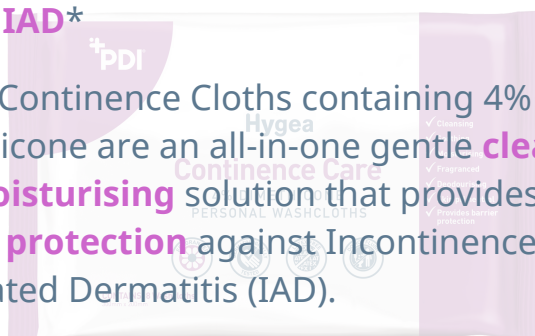 IAD*
PDI
Continence Cloths containing 4%
Hygea
icone are an all-in-one gentle clea
Cleansing
Continence Care
Fragranced
oisturising solution that provides
PERSONAL WASHCLOTHS
Provides barrier
protection
protection against Incontinence
ated Dermatitis (IAD).